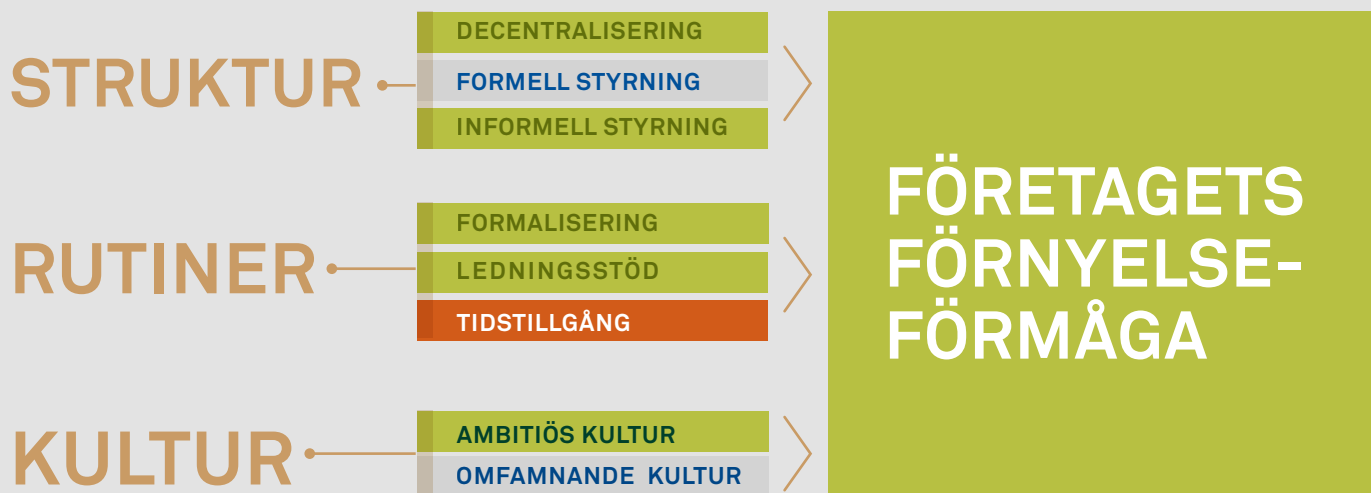 STRUKTUR
DECENTRALISERING
FORMELL STYRNING
INFORMELL STYRNING
RUTINER
FORMALISERING
LEDNINGSSTÖD
TIDSTILLGÅNG
KULTUR
AMBITIÖS KULTUR
OMFAMNANDE KULTUR
FÖRETAGETS
FÖRNYELSE-
FÖRMÅGA